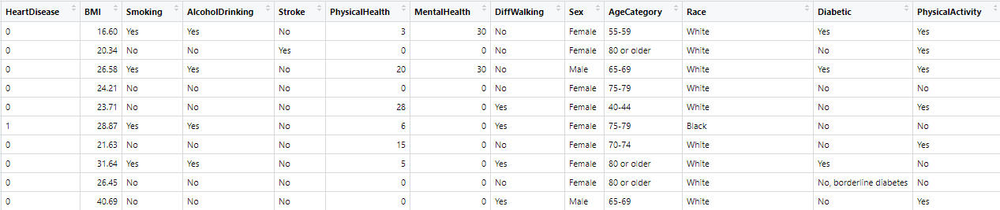 HeartDisease BMI Smoking AlcoholDrinking Stroke PhysicalHealth MentalHealth DiffWalking Sex AgeCategory Race Diabetic PhysicalActivity
0 16.60 Yes Yes No 3 30 No Female 55-59 White Yes Yes
0 20.34 No No Yes 0 0 No Female 80 or older White No Yes
0 26.58 Yes Yes No 20 30 No Male 65-69 White Yes Yes
0 24.21 No No No 0 0 No Female 75-79 White No No
0 23.71 No No No 28 0 Yes Female 40-44 White No Yes
1 28.87 Yes Yes No 6 0 Yes Female 75-79 Black No No
0 21.63 No No No 15 0 No Female 70-74 White No Yes
0 31.64 Yes Yes No 5 0 Yes Female 80 or older White Yes No
0 26.45 No No No 0 0 No Female 80 or older White No, borderline diabetes No
0 40.69 No No No 0 0 Yes Male 65-69 White No Yes